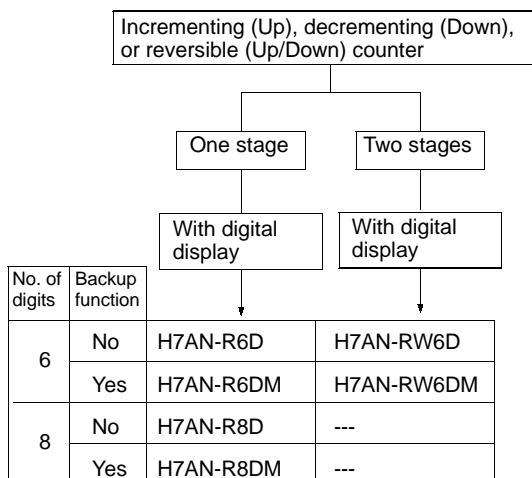 Incrementing (Up), decrementing (Down),
or reversible (Up/Down) counter
One stage
Two stages
With digital
display
With digital
display
No. of
digits
Backup
function
6
No
H7AN-R6D
H7AN-RW6D
Yes
H7AN-R6DM
H7AN-RW6DM
8
No
H7AN-R8D
---
Yes
H7AN-R8DM
---